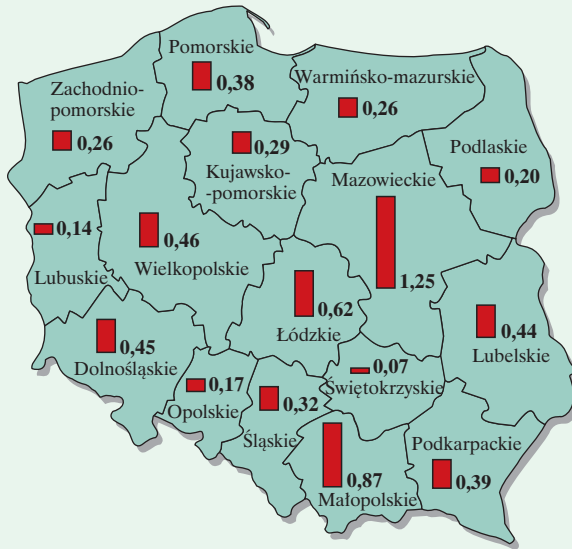 Pomorskie
0,38
Zachodnio-
pomorskie
0,26
Warmińsko-mazurskie
0,26
0,29
Kujawsko-
-pomorskie
Podlaskie
0,20
Mazowieckie
1,25
0,14
Lubuskie
0,46
Wielkopolskie
0,62
Łódzkie
0,44
Lubelskie
0,45
Dolnośląskie
0,17
Opolskie
0,32
Śląskie
0,07
Świętokrzyskie
0,87
Małopolskie
Podkarpackie
0,39